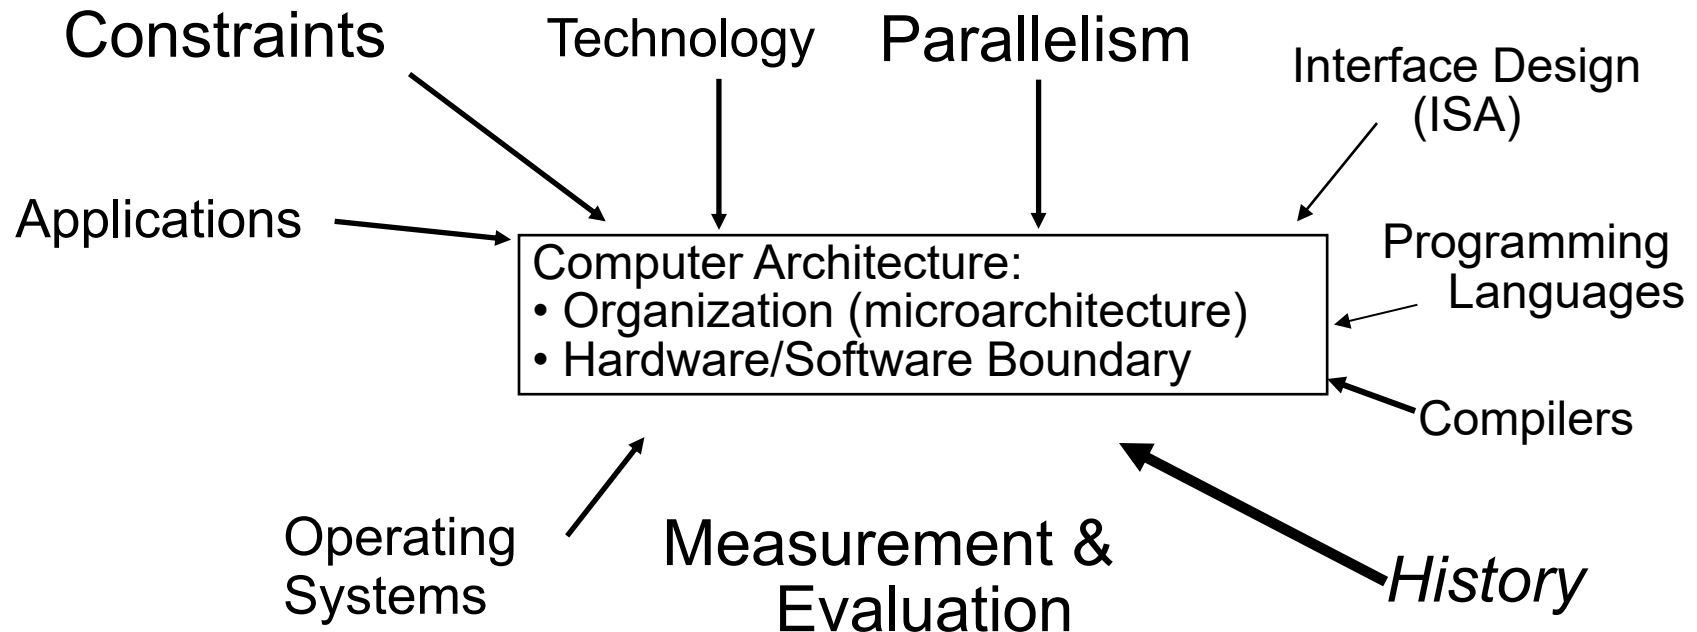 Constraints
Technology
Parallelism
Interface Design
(ISA)
Applications
Computer Architecture:
• Organization (microarchitecture)
• Hardware/Software Boundary
Programming
Languages
Compilers
Operating
Systems
Measurement &
Evaluation
History